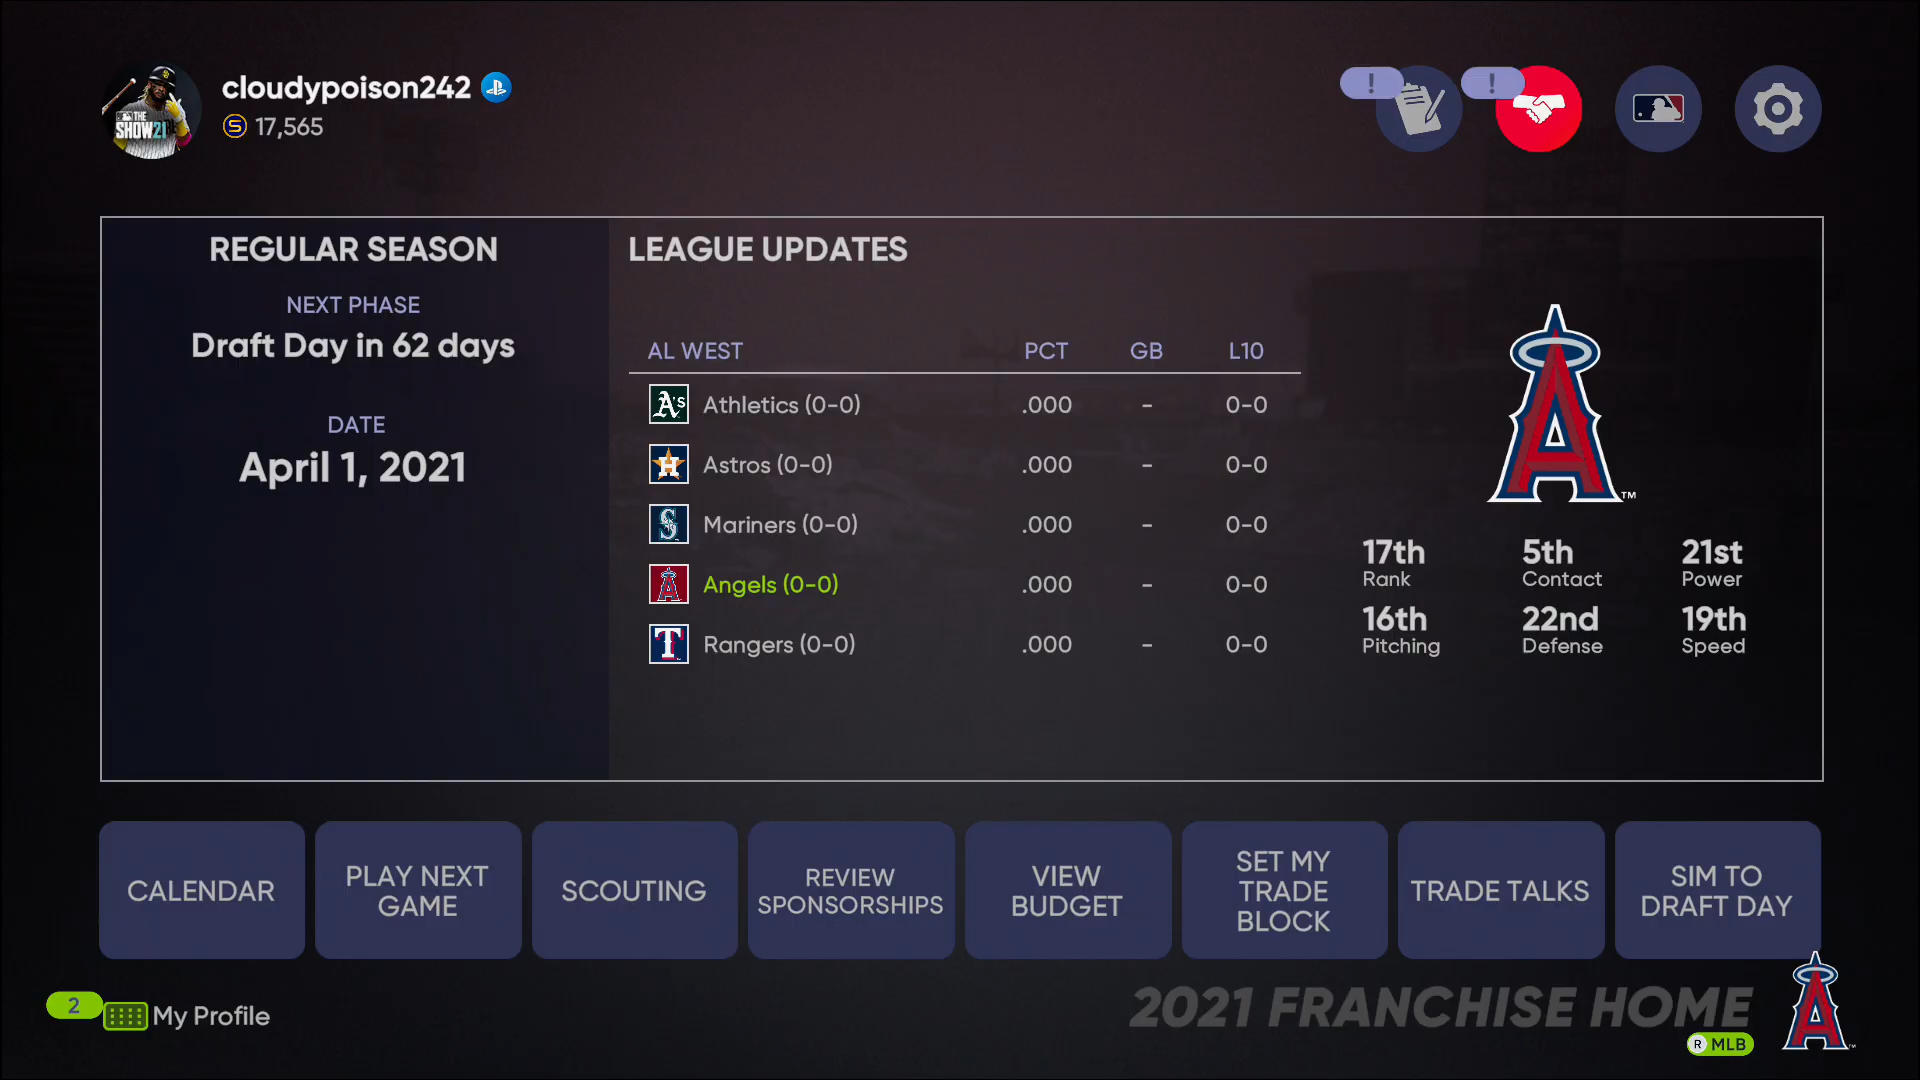 cloudypoison242
17,565
!
!
THE
SHOW21
REGULAR SEASON
NEXT PHASE
Draft Day in 62 days
DATE
April 1, 2021
LEAGUE UPDATES
AL WEST PCT GB L10
A's Athletics (0-0) .000 - 0-0
H Astros (0-0) .000 - 0-0
S Mariners (0-0) .000 - 0-0
A Angels (0-0) .000 - 0-0
T Rangers (0-0) .000 - 0-0
A TM
17th 5th 21st
Rank Contact Power
16th 22nd 19th
Pitching Defense Speed
CALENDAR
PLAY NEXT
GAME
SCOUTING
REVIEW
SPONSORSHIPS
VIEW
BUDGET
SET MY
TRADE
BLOCK
TRADE TALKS
SIM TO
DRAFT DAY
2 My Profile
2021 FRANCHISE HOME
R MLB
A TM